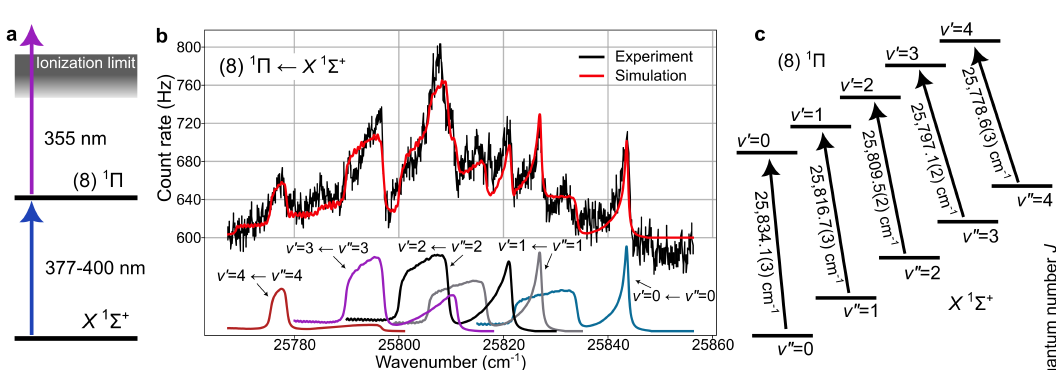 a
Ionization limit
355 nm
(8) ¹Π
377-400 nm
X ¹Σ⁺
b
(8) ¹Π ← X ¹Σ⁺
Experiment
Simulation
Count rate (Hz)
800
760
720
680
640
600
v′=4 ← v″=4
v′=3 ← v″=3
v′=2 ← v″=2
v′=1 ← v″=1
v′=0 ← v″=0
25780
25800
25820
25840
25860
Wavenumber (cm⁻¹)
c
(8) ¹Π
v′=0
v′=1
v′=2
v′=3
v′=4
25,834.1(3) cm⁻¹
25,816.7(3) cm⁻¹
25,809.5(2) cm⁻¹
25,797.1(2) cm⁻¹
25,778.6(3) cm⁻¹
v″=0
v″=1
v″=2
v″=3
v″=4
X ¹Σ⁺